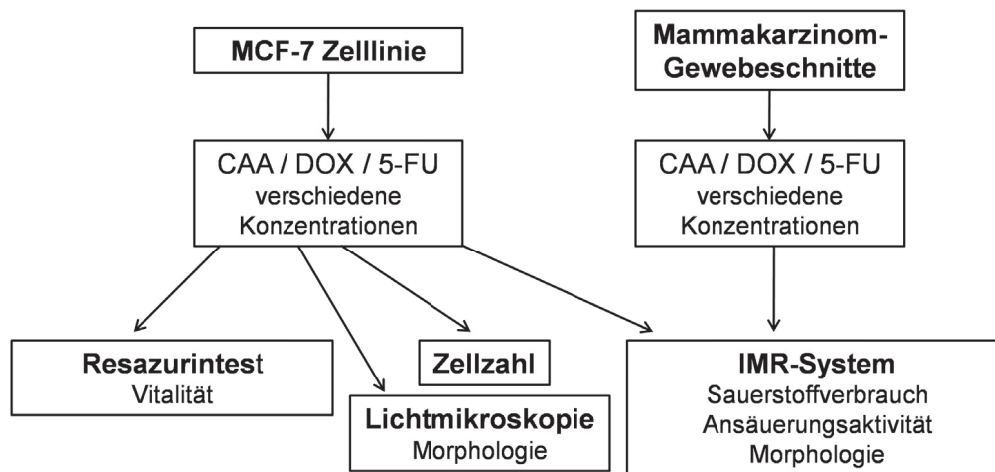 MCF-7 Zelllinie
Mammakarzinom-
Gewebeschnitte
CAA / DOX / 5-FU
verschiedene
Konzentrationen
CAA / DOX / 5-FU
verschiedene
Konzentrationen
Resazurintest
Vitalität
Zellzahl
Lichtmikroskopie
Morphologie
IMR-System
Sauerstoffverbrauch
Ansäuerungsaktivität
Morphologie